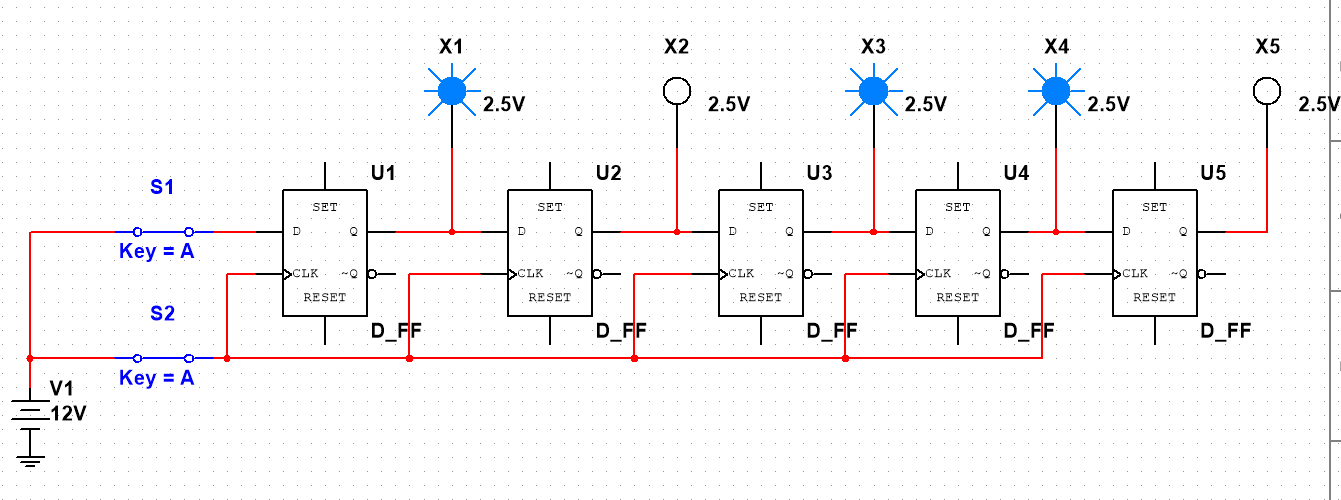 X1 X2 X3 X4 X5
2.5V 2.5V 2.5V 2.5V 2.5V
U1 U2 U3 U4 U5
S1
SET SET SET SET SET
D Q D Q D Q D Q D Q
Key = A
CLK ~Q CLK ~Q CLK ~Q CLK ~Q CLK ~Q
RESET RESET RESET RESET RESET
S2
D_FF D_FF D_FF D_FF D_FF
Key = A
V1
12V